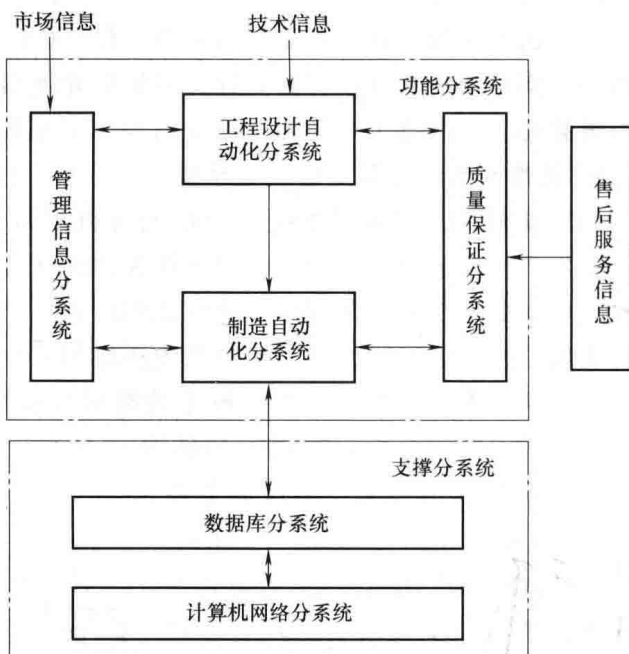 市场信息
技术信息
功能分系统
工程设计自
动化分系统
管理信息分系统
质量保证分系统
售后服务信息
制造自动
化分系统
支撑分系统
数据库分系统
计算机网络分系统